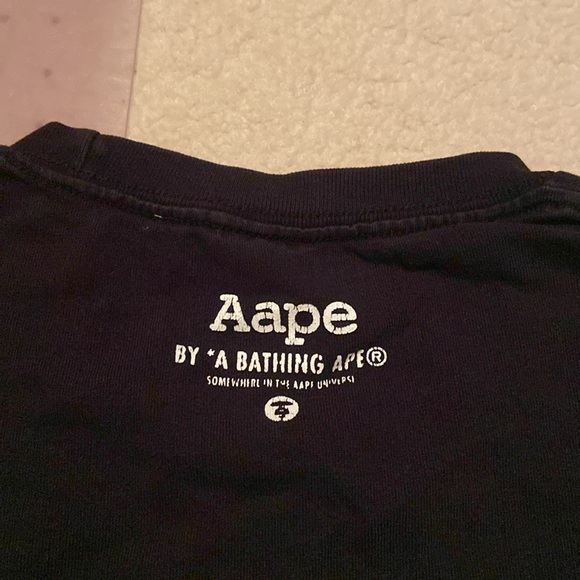 Aape
BY *A BATHING APE®
SOMEWHERE IN THE AAPE UNIVERSE